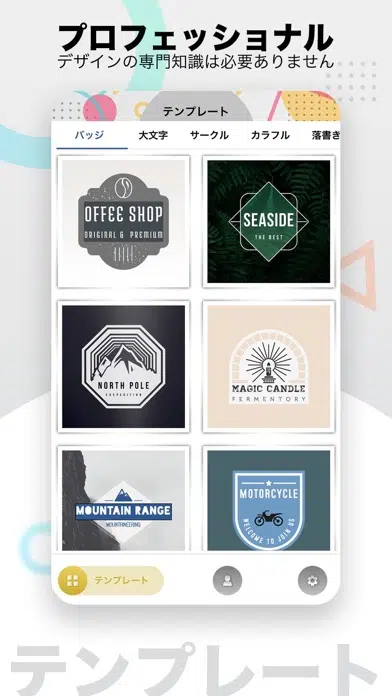 プロフェッショナル
デザインの専門知識は必要ありません
テンプレート
バッジ 大文字 サークル カラフル 落書き
OFFEE SHOP
ORIGINAL & PREMIUM
SEASIDE
THE BEST
NORTH POLE
EXEPEDITION
MAGIC CANDLE
FERMENTORY
MOUNTAIN RANGE
MOUNTAINEERING
MOTORCYCLE
WELCOME TO JOIN US
テンプレート
テンプレート